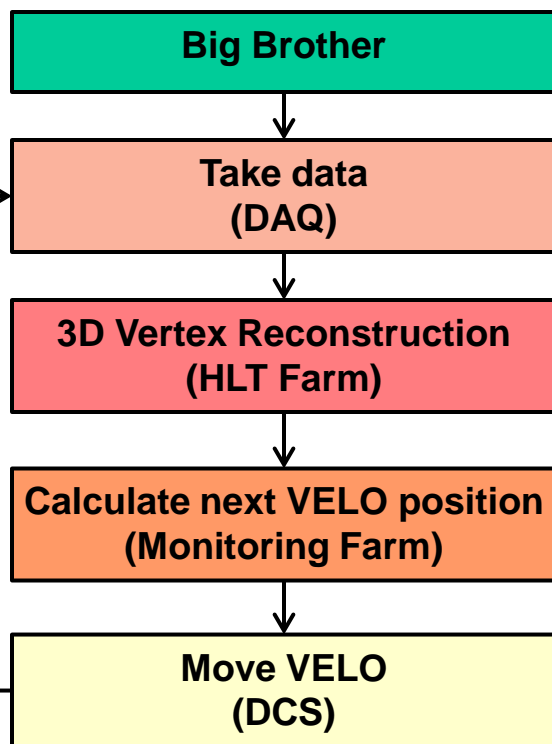 Big Brother
Take data
(DAQ)
3D Vertex Reconstruction
(HLT Farm)
Calculate next VELO position
(Monitoring Farm)
Move VELO
(DCS)